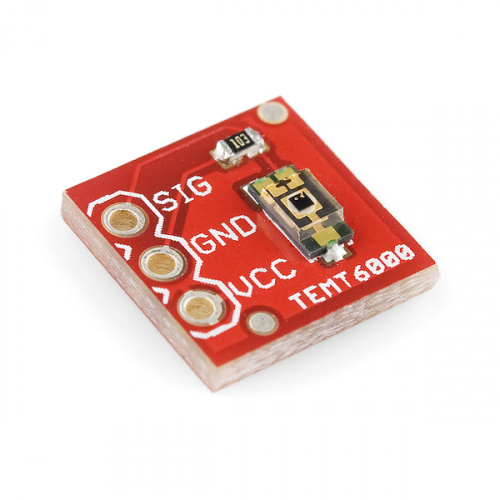 103
SIG
GND
VCC
TEMT6000